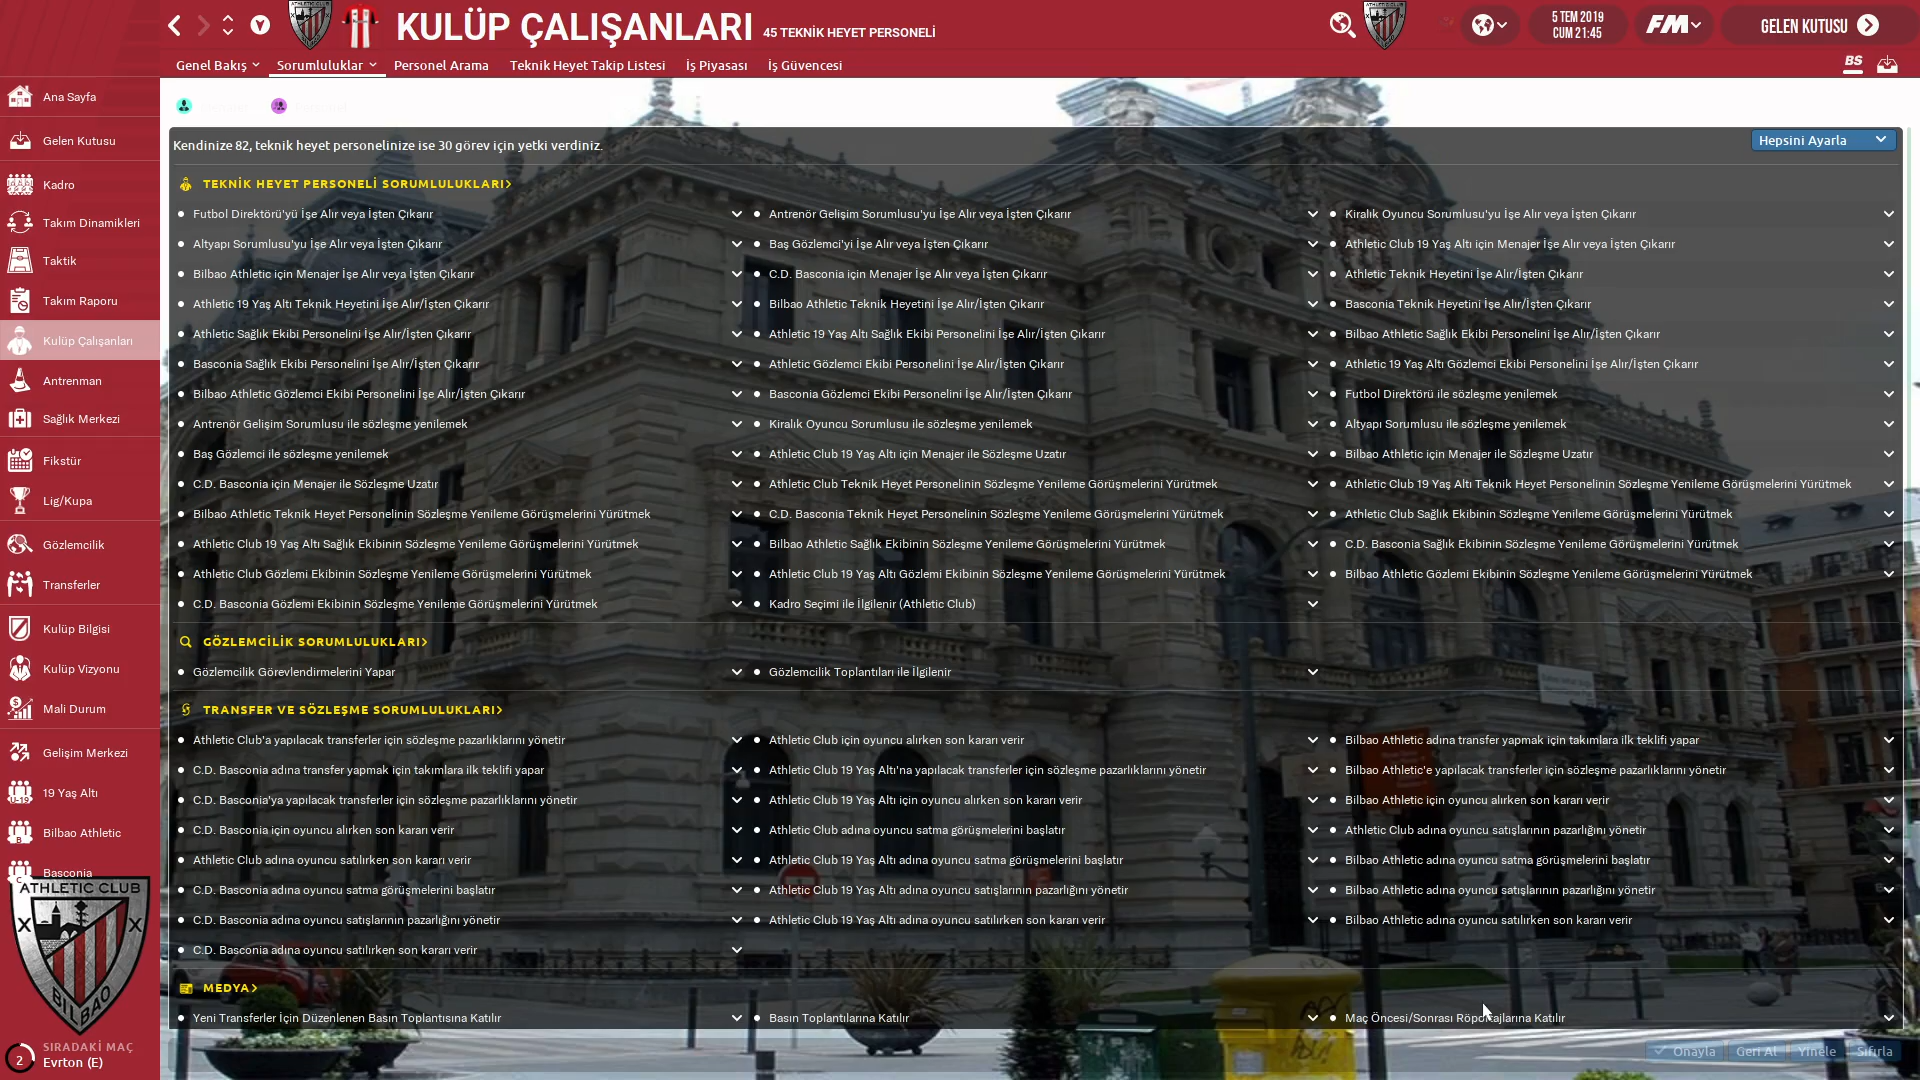 KULÜP ÇALIŞANLARI
45 TEKNİK HEYET PERSONELİ
5 TEM 2019
CUM 21:45
FM
GELEN KUTUSU
Genel Bakış
Sorumluluklar
Personel Arama
Teknik Heyet Takip Listesi
İş Piyasası
İş Güvencesi
BS
Ana Sayfa
Gelen Kutusu
Kadro
Takım Dinamikleri
Taktik
Takım Raporu
Kulüp Çalışanları
Antrenman
Sağlık Merkezi
Fikstür
Lig/Kupa
Gözlemcilik
Transferler
Kulüp Bilgisi
Kulüp Vizyonu
Mali Durum
Gelişim Merkezi
19 Yaş Altı
Bilbao Athletic
Basconia
ATHLETIC CLUB
BILBAO
2
SIRADAKİ MAÇ
Evrton (E)
Kendinize 82, teknik heyet personelinize ise 30 görev için yetki verdiniz.
Hepsini Ayarla
TEKNİK HEYET PERSONELİ SORUMLULUKLARI>
Futbol Direktörü'yü İşe Alır veya İşten Çıkarır
Antrenör Gelişim Sorumlusu'yu İşe Alır veya İşten Çıkarır
Kiralık Oyuncu Sorumlusu'yu İşe Alır veya İşten Çıkarır
Altyapı Sorumlusu'yu İşe Alır veya İşten Çıkarır
Baş Gözlemci'yi İşe Alır veya İşten Çıkarır
Athletic Club 19 Yaş Altı için Menajer İşe Alır veya İşten Çıkarır
Bilbao Athletic için Menajer İşe Alır veya İşten Çıkarır
C.D. Basconia için Menajer İşe Alır veya İşten Çıkarır
Athletic Teknik Heyetini İşe Alır/İşten Çıkarır
Athletic 19 Yaş Altı Teknik Heyetini İşe Alır/İşten Çıkarır
Bilbao Athletic Teknik Heyetini İşe Alır/İşten Çıkarır
Basconia Teknik Heyetini İşe Alır/İşten Çıkarır
Athletic Sağlık Ekibi Personelini İşe Alır/İşten Çıkarır
Athletic 19 Yaş Altı Sağlık Ekibi Personelini İşe Alır/İşten Çıkarır
Bilbao Athletic Sağlık Ekibi Personelini İşe Alır/İşten Çıkarır
Basconia Sağlık Ekibi Personelini İşe Alır/İşten Çıkarır
Athletic Gözlemci Ekibi Personelini İşe Alır/İşten Çıkarır
Athletic 19 Yaş Altı Gözlemci Ekibi Personelini İşe Alır/İşten Çıkarır
Bilbao Athletic Gözlemci Ekibi Personelini İşe Alır/İşten Çıkarır
Basconia Gözlemci Ekibi Personelini İşe Alır/İşten Çıkarır
Futbol Direktörü ile sözleşme yenilemek
Antrenör Gelişim Sorumlusu ile sözleşme yenilemek
Kiralık Oyuncu Sorumlusu ile sözleşme yenilemek
Altyapı Sorumlusu ile sözleşme yenilemek
Baş Gözlemci ile sözleşme yenilemek
Athletic Club 19 Yaş Altı için Menajer ile Sözleşme Uzatır
Bilbao Athletic için Menajer ile Sözleşme Uzatır
C.D. Basconia için Menajer ile Sözleşme Uzatır
Athletic Club Teknik Heyet Personelinin Sözleşme Yenileme Görüşmelerini Yürütmek
Athletic Club 19 Yaş Altı Teknik Heyet Personelinin Sözleşme Yenileme Görüşmelerini Yürütmek
Bilbao Athletic Teknik Heyet Personelinin Sözleşme Yenileme Görüşmelerini Yürütmek
C.D. Basconia Teknik Heyet Personelinin Sözleşme Yenileme Görüşmelerini Yürütmek
Athletic Club Sağlık Ekibinin Sözleşme Yenileme Görüşmelerini Yürütmek
Athletic Club 19 Yaş Altı Sağlık Ekibinin Sözleşme Yenileme Görüşmelerini Yürütmek
Bilbao Athletic Sağlık Ekibinin Sözleşme Yenileme Görüşmelerini Yürütmek
C.D. Basconia Sağlık Ekibinin Sözleşme Yenileme Görüşmelerini Yürütmek
Athletic Club Gözlemi Ekibinin Sözleşme Yenileme Görüşmelerini Yürütmek
Athletic Club 19 Yaş Altı Gözlemi Ekibinin Sözleşme Yenileme Görüşmelerini Yürütmek
Bilbao Athletic Gözlemi Ekibinin Sözleşme Yenileme Görüşmelerini Yürütmek
C.D. Basconia Gözlemi Ekibinin Sözleşme Yenileme Görüşmelerini Yürütmek
Kadro Seçimi ile İlgilenir (Athletic Club)
GÖZLEMCİLİK SORUMLULUKLARI>
Gözlemcilik Görevlendirmelerini Yapar
Gözlemcilik Toplantıları ile İlgilenir
TRANSFER VE SÖZLEŞME SORUMLULUKLARI>
Athletic Club'a yapılacak transferler için sözleşme pazarlıklarını yönetir
Athletic Club için oyuncu alırken son kararı verir
Bilbao Athletic adına transfer yapmak için takımlara ilk teklifi yapar
C.D. Basconia adına transfer yapmak için takımlara ilk teklifi yapar
Athletic Club 19 Yaş Altı'na yapılacak transferler için sözleşme pazarlıklarını yönetir
Bilbao Athletic'e yapılacak transferler için sözleşme pazarlıklarını yönetir
C.D. Basconia'ya yapılacak transferler için sözleşme pazarlıklarını yönetir
Athletic Club 19 Yaş Altı için oyuncu alırken son kararı verir
Bilbao Athletic için oyuncu alırken son kararı verir
C.D. Basconia için oyuncu alırken son kararı verir
Athletic Club adına oyuncu satma görüşmelerini başlatır
Athletic Club adına oyuncu satışlarının pazarlığını yönetir
Athletic Club adına oyuncu satılırken son kararı verir
Athletic Club 19 Yaş Altı adına oyuncu satma görüşmelerini başlatır
Bilbao Athletic adına oyuncu satma görüşmelerini başlatır
C.D. Basconia adına oyuncu satma görüşmelerini başlatır
Athletic Club 19 Yaş Altı adına oyuncu satışlarının pazarlığını yönetir
Bilbao Athletic adına oyuncu satışlarının pazarlığını yönetir
C.D. Basconia adına oyuncu satışlarının pazarlığını yönetir
Athletic Club 19 Yaş Altı adına oyuncu satılırken son kararı verir
Bilbao Athletic adına oyuncu satılırken son kararı verir
C.D. Basconia adına oyuncu satılırken son kararı verir
MEDYA>
Yeni Transferler İçin Düzenlenen Basın Toplantısına Katılır
Basın Toplantılarına Katılır
Maç Öncesi/Sonrası Röportajlarına Katılır
Onayla
Geri Al
Yinele
Sıfırla